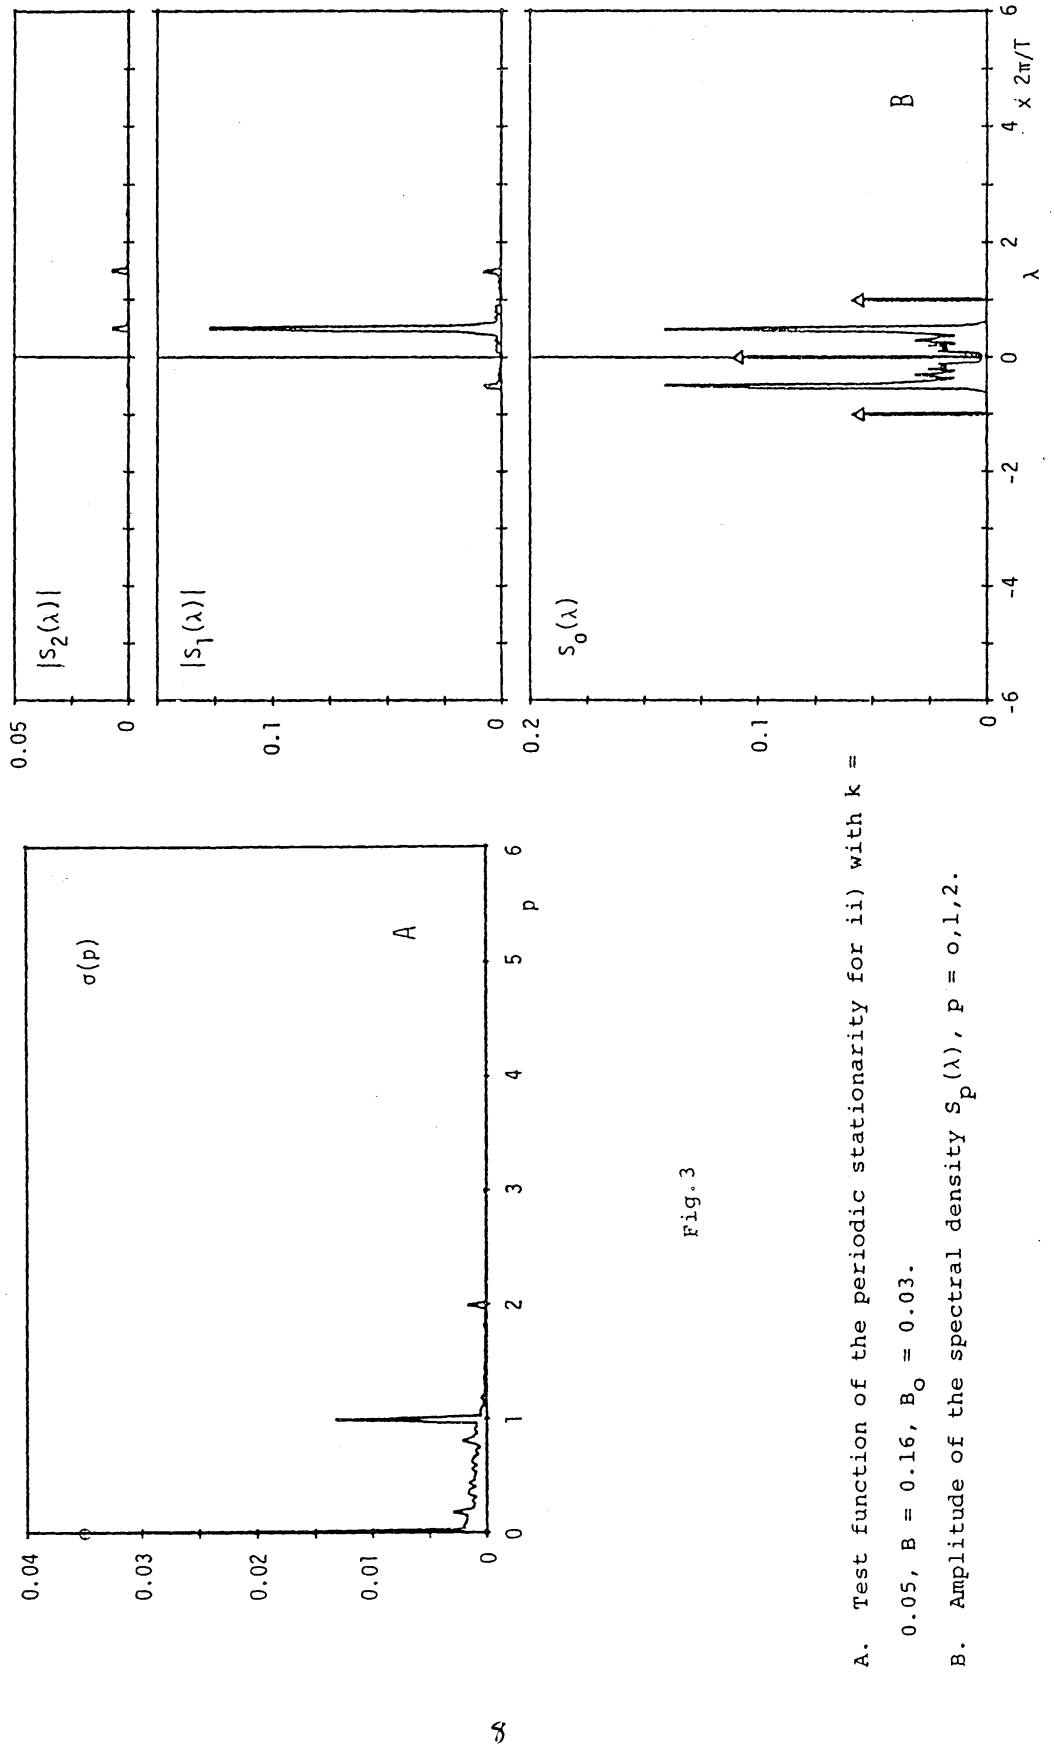 σ(p)
A
0.04
0.03
0.02
0.01
0
0 1 2 3 4 5 6
p
|S₂(λ)|
0.05
0
|S₁(λ)|
0.1
0
S₀(λ)
B
0.2
0.1
0
-6 -4 -2 0 2 4 6
λ
× 2π/T
Fig. 3
A. Test function of the periodic stationarity for ii) with k =
0.05, B = 0.16, B₀ = 0.03.
B. Amplitude of the spectral density Sₚ(λ), p = 0,1,2.
8